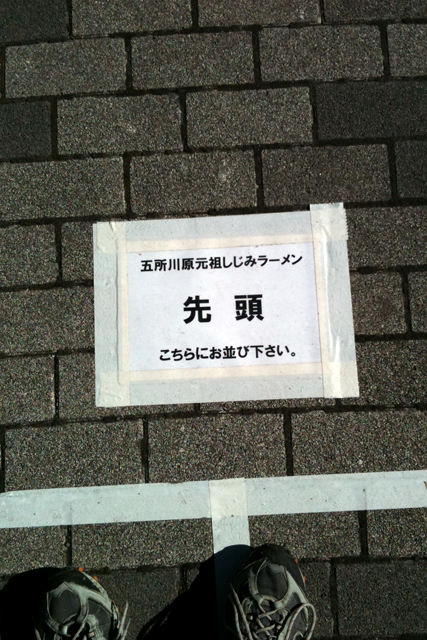 五所川原元祖しじみラーメン
先 頭
こちらにお並び下さい。